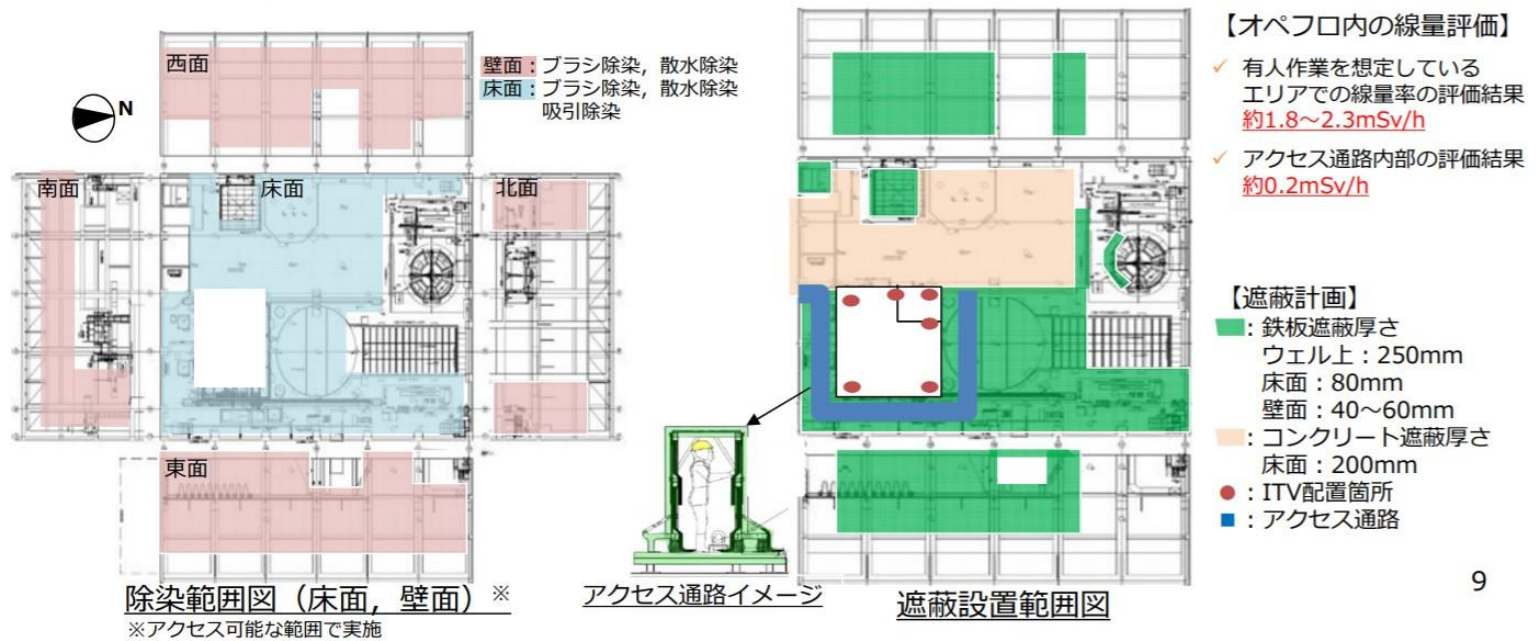 西面
N
壁面：ブラシ除染，散水除染
床面：ブラシ除染，散水除染
吸引除染
南面
床面
北面
東面
除染範囲図（床面，壁面）※
※アクセス可能な範囲で実施
アクセス通路イメージ
遮蔽設置範囲図
【オペフロ内の線量評価】
✓ 有人作業を想定している
エリアでの線量率の評価結果
約1.8～2.3mSv/h
✓ アクセス通路内部の評価結果
約0.2mSv/h
【遮蔽計画】
：鉄板遮蔽厚さ
ウェル上：250mm
床面：80mm
壁面：40～60mm
：コンクリート遮蔽厚さ
床面：200mm
：ITV配置箇所
：アクセス通路
9